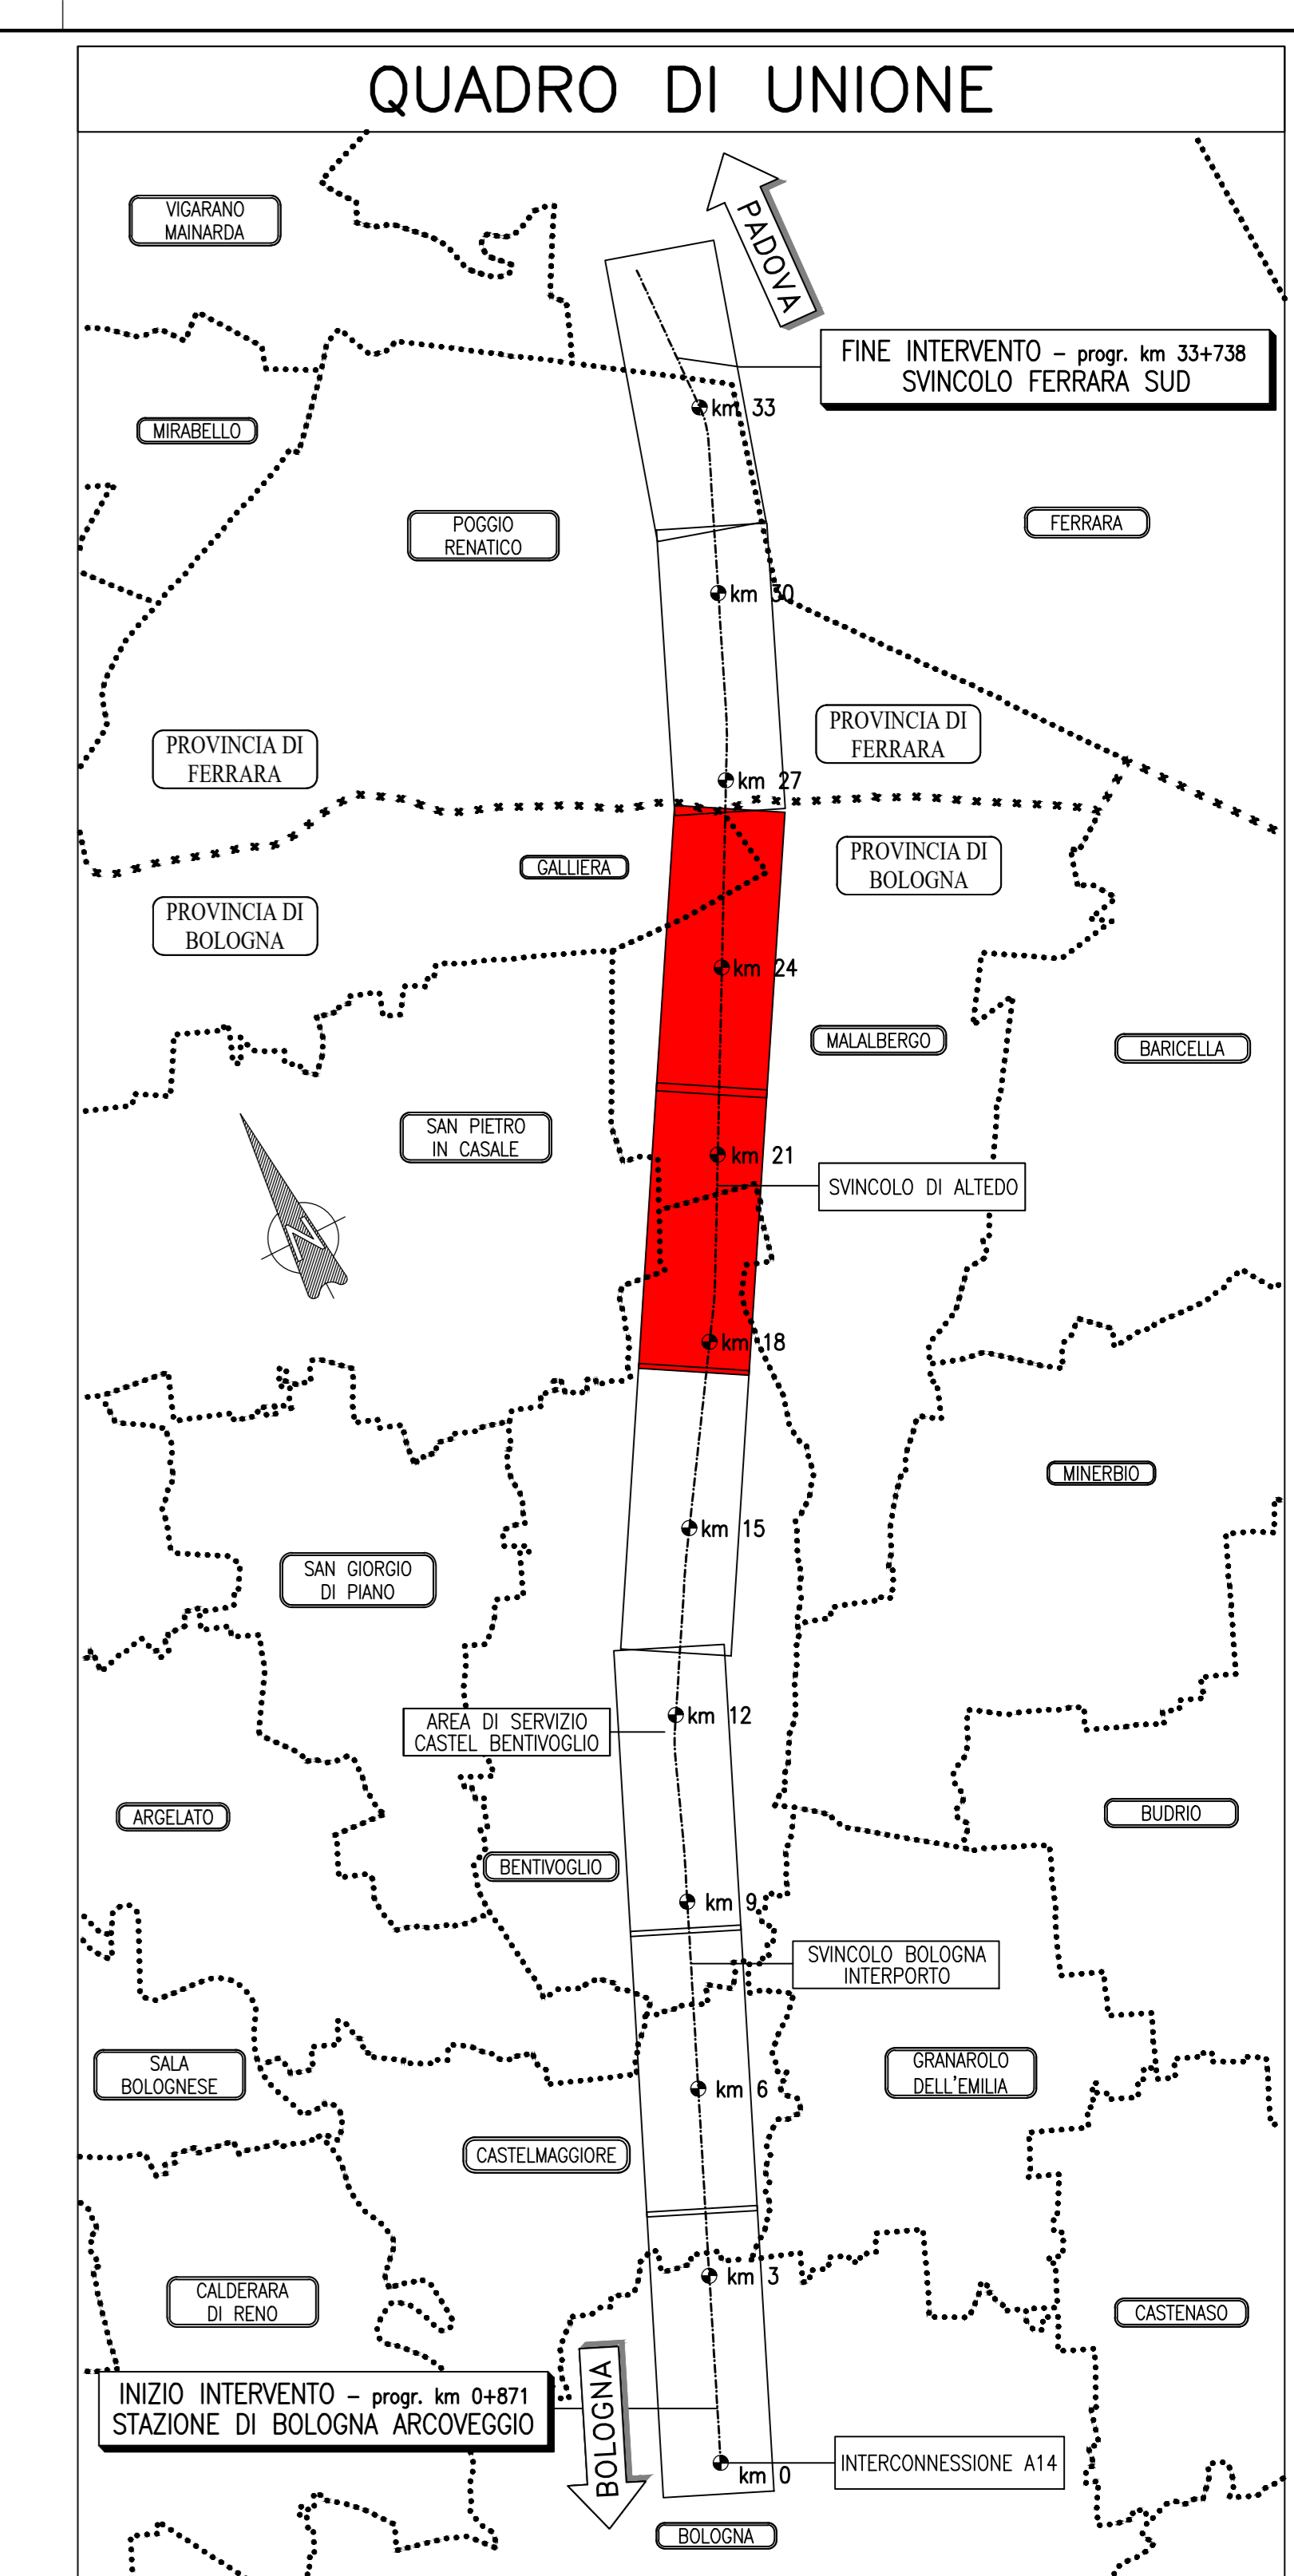 QUADRO DI UNIONE
PADOVA
VIGARANO
MAINARDA
FINE INTERVENTO – progr. km 33+738
SVINCOLO FERRARA SUD
km 33
MIRABELLO
POGGIO
RENATICO
FERRARA
km 30
PROVINCIA DI
FERRARA
PROVINCIA DI
FERRARA
km 27
GALLIERA
PROVINCIA DI
BOLOGNA
PROVINCIA DI
BOLOGNA
km 24
MALALBERGO
BARICELLA
SAN PIETRO
IN CASALE
km 21
SVINCOLO DI ALTEDO
N
km 18
MINERBIO
km 15
SAN GIORGIO
DI PIANO
km 12
AREA DI SERVIZIO
CASTEL BENTIVOGLIO
ARGELATO
BUDRIO
BENTIVOGLIO
km 9
SVINCOLO BOLOGNA
INTERPORTO
SALA
BOLOGNESE
GRANAROLO
DELL'EMILIA
km 6
CASTELMAGGIORE
km 3
CALDERARA
DI RENO
CASTENASO
INIZIO INTERVENTO – progr. km 0+871
STAZIONE DI BOLOGNA ARCOVEGGIO
BOLOGNA
INTERCONNESSIONE A14
km 0
BOLOGNA